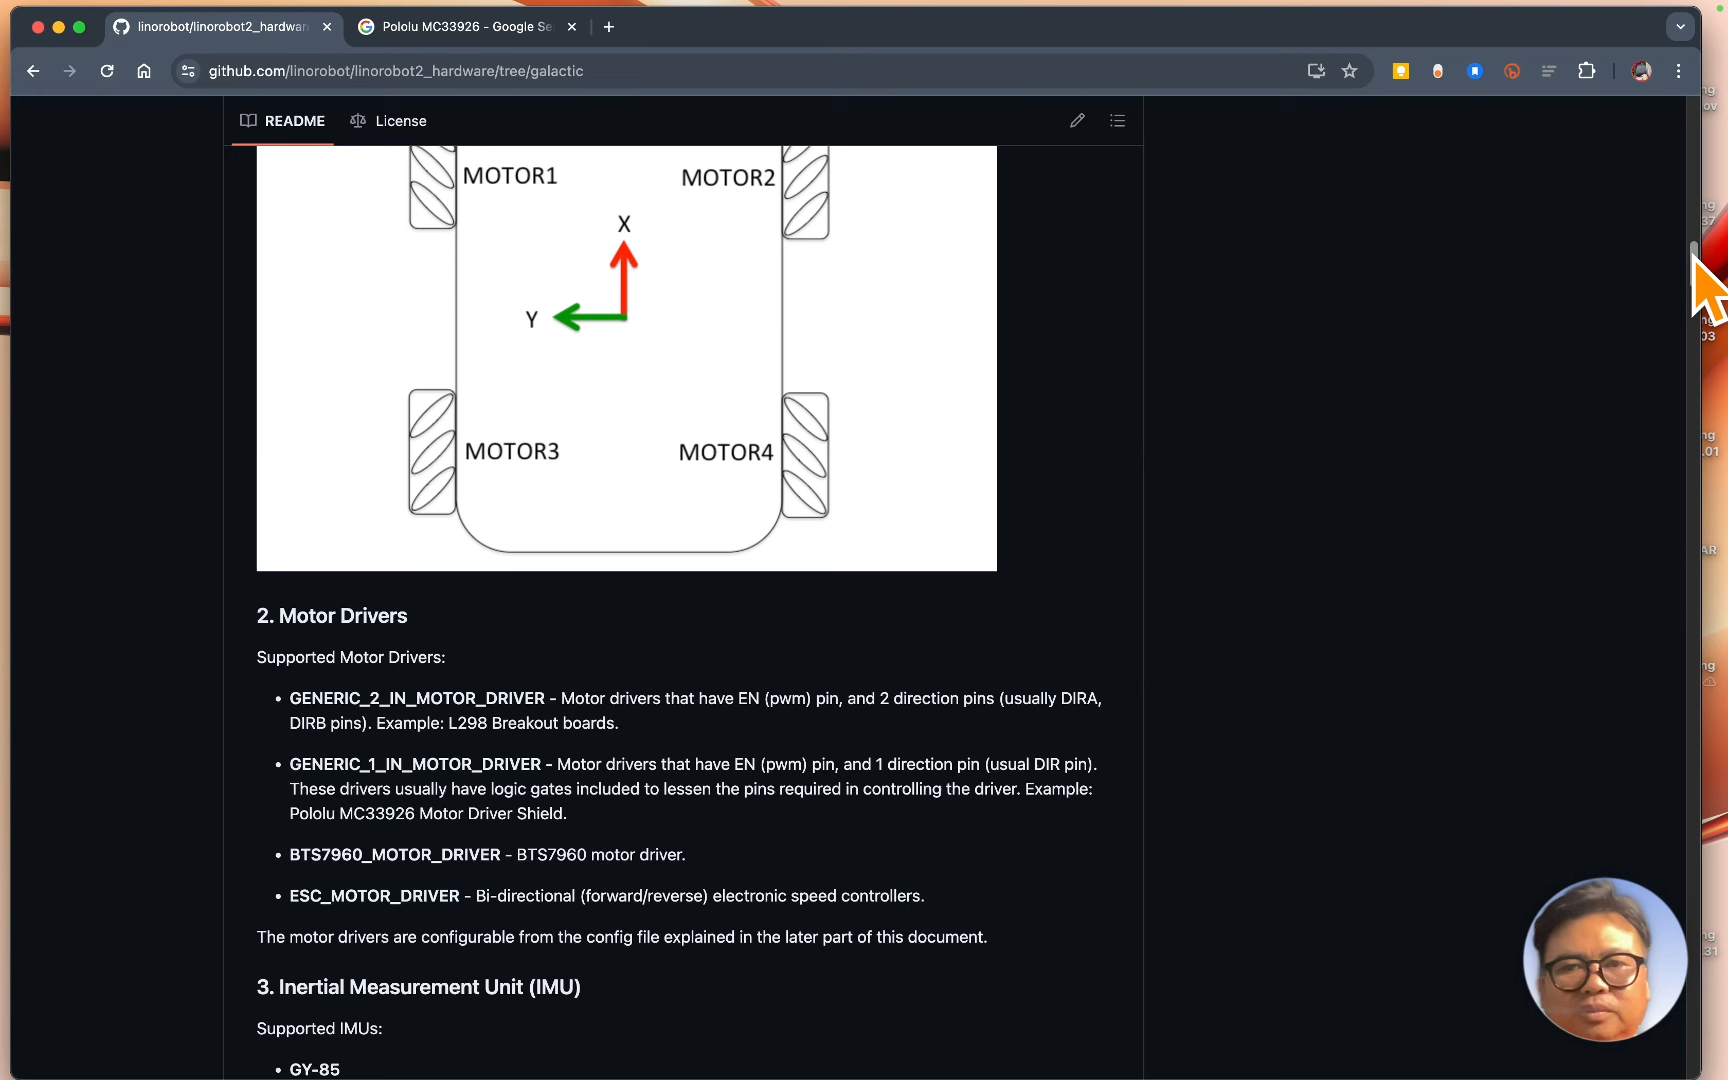 linorobot/linorobot2_hardwar
Pololu MC33926 - Google Se
github.com/linorobot/linorobot2_hardware/tree/galactic
README
License
MOTOR1
MOTOR2
X
Y
MOTOR3
MOTOR4
2. Motor Drivers
Supported Motor Drivers:
• GENERIC_2_IN_MOTOR_DRIVER - Motor drivers that have EN (pwm) pin, and 2 direction pins (usually DIRA,
DIRB pins). Example: L298 Breakout boards.
• GENERIC_1_IN_MOTOR_DRIVER - Motor drivers that have EN (pwm) pin, and 1 direction pin (usual DIR pin).
These drivers usually have logic gates included to lessen the pins required in controlling the driver. Example:
Pololu MC33926 Motor Driver Shield.
• BTS7960_MOTOR_DRIVER - BTS7960 motor driver.
• ESC_MOTOR_DRIVER - Bi-directional (forward/reverse) electronic speed controllers.
The motor drivers are configurable from the config file explained in the later part of this document.
3. Inertial Measurement Unit (IMU)
Supported IMUs:
• GY-85